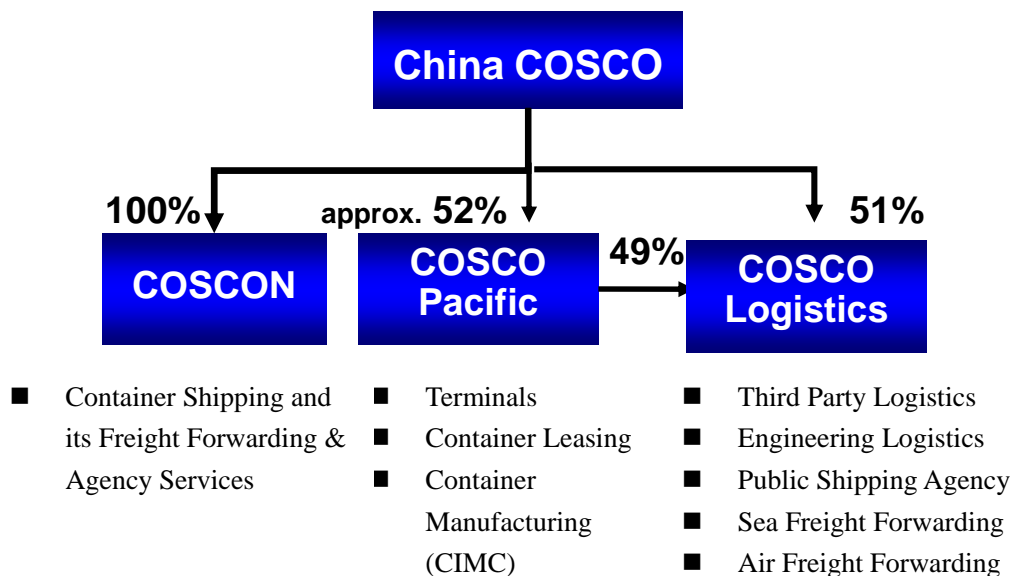 China COSCO
100%
approx. 52%
51%
COSCON
COSCO
Pacific
49%
COSCO
Logistics
■ Container Shipping and
its Freight Forwarding &
Agency Services
■ Terminals
■ Container Leasing
■ Container
Manufacturing
(CIMC)
■ Third Party Logistics
■ Engineering Logistics
■ Public Shipping Agency
■ Sea Freight Forwarding
■ Air Freight Forwarding